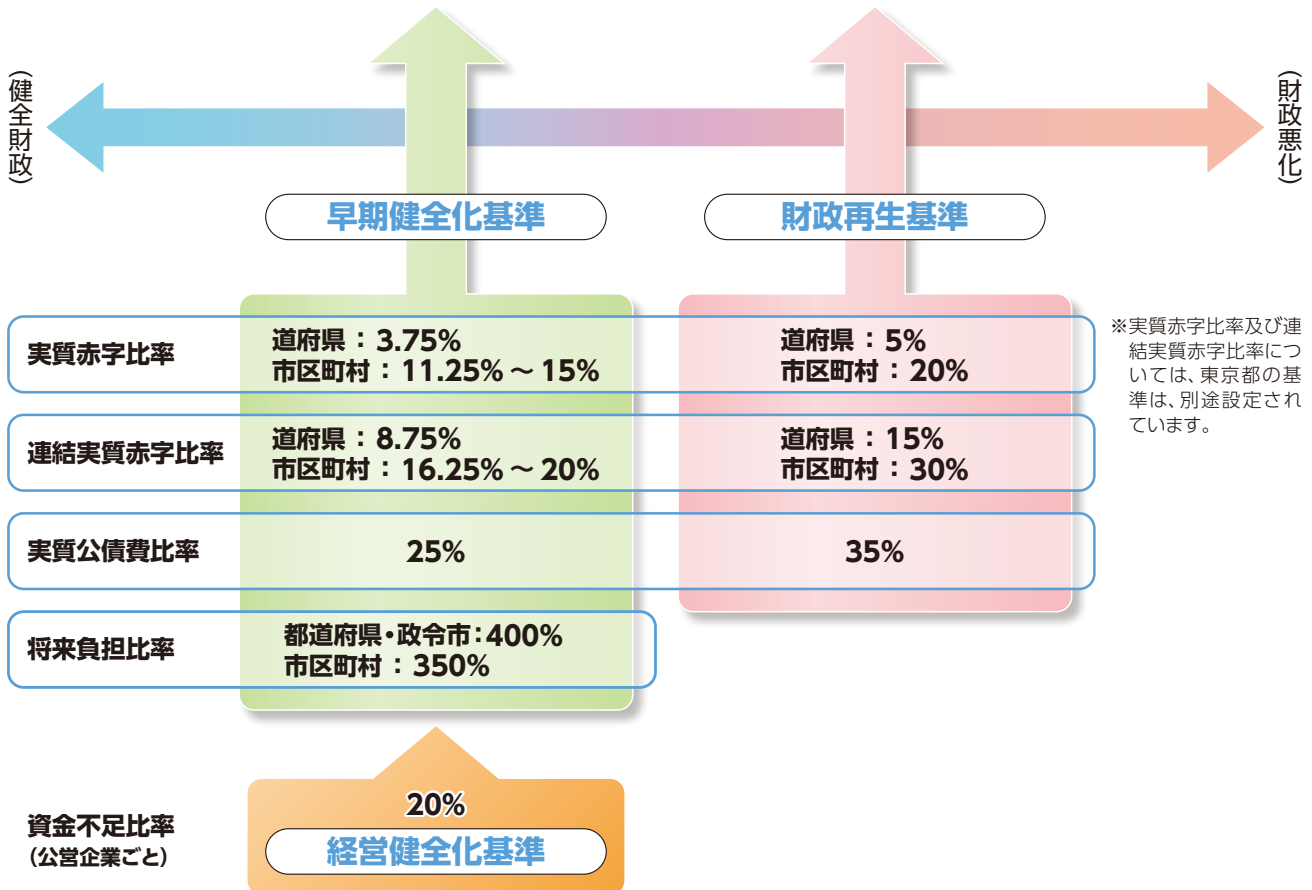 (健全財政)
(財政悪化)
早期健全化基準
財政再生基準
実質赤字比率
道府県：3.75%
市区町村：11.25%～15%
道府県：5%
市区町村：20%
※実質赤字比率及び連
結実質赤字比率につ
いては、東京都の基
準は、別途設定され
ています。
連結実質赤字比率
道府県：8.75%
市区町村：16.25%～20%
道府県：15%
市区町村：30%
実質公債費比率
25%
35%
将来負担比率
都道府県・政令市：400%
市区町村：350%
資金不足比率
(公営企業ごと)
20%
経営健全化基準